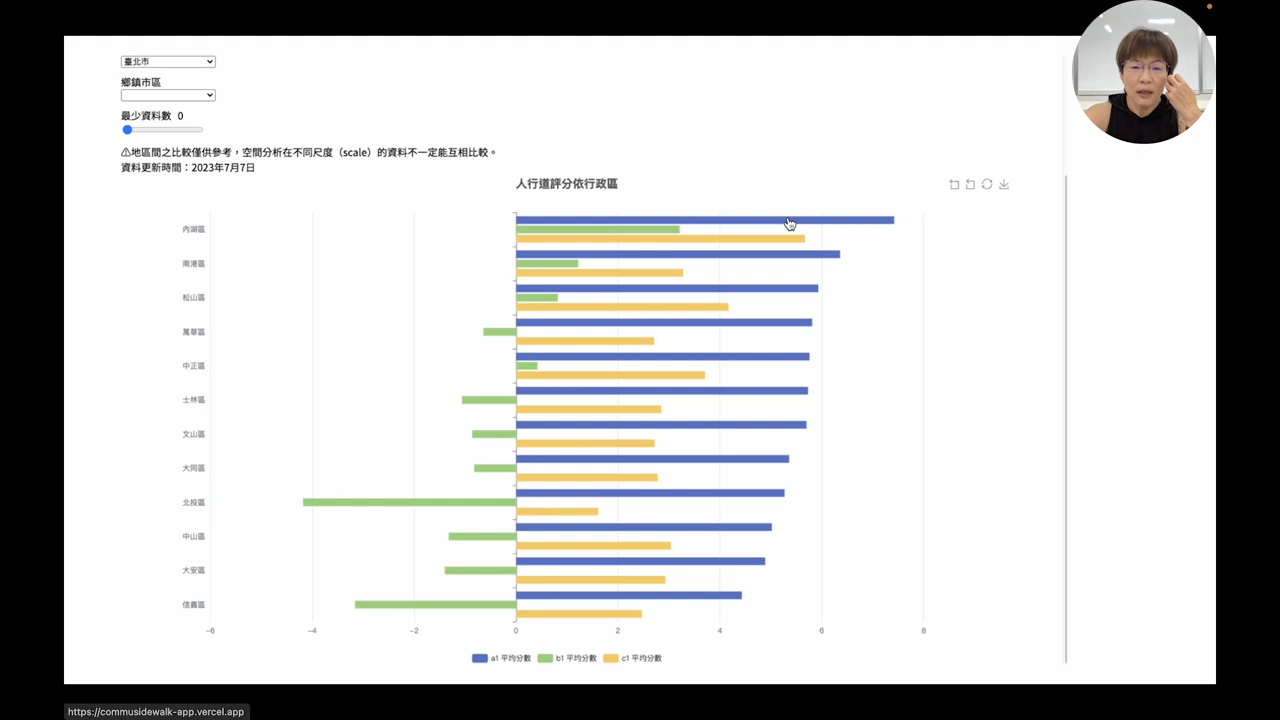 臺北市
鄉鎮市區
最少資料數 0
⚠地區間之比較僅供參考，空間分析在不同尺度（scale）的資料不一定能互相比較。
資料更新時間：2023年7月7日
人行道評分依行政區
內湖區
南港區
松山區
萬華區
中正區
士林區
文山區
大同區
北投區
中山區
大安區
信義區
−6 −4 −2 0 2 4 6 8
a1 平均分數 b1 平均分數 c1 平均分數
https://commusidewalk-app.vercel.app